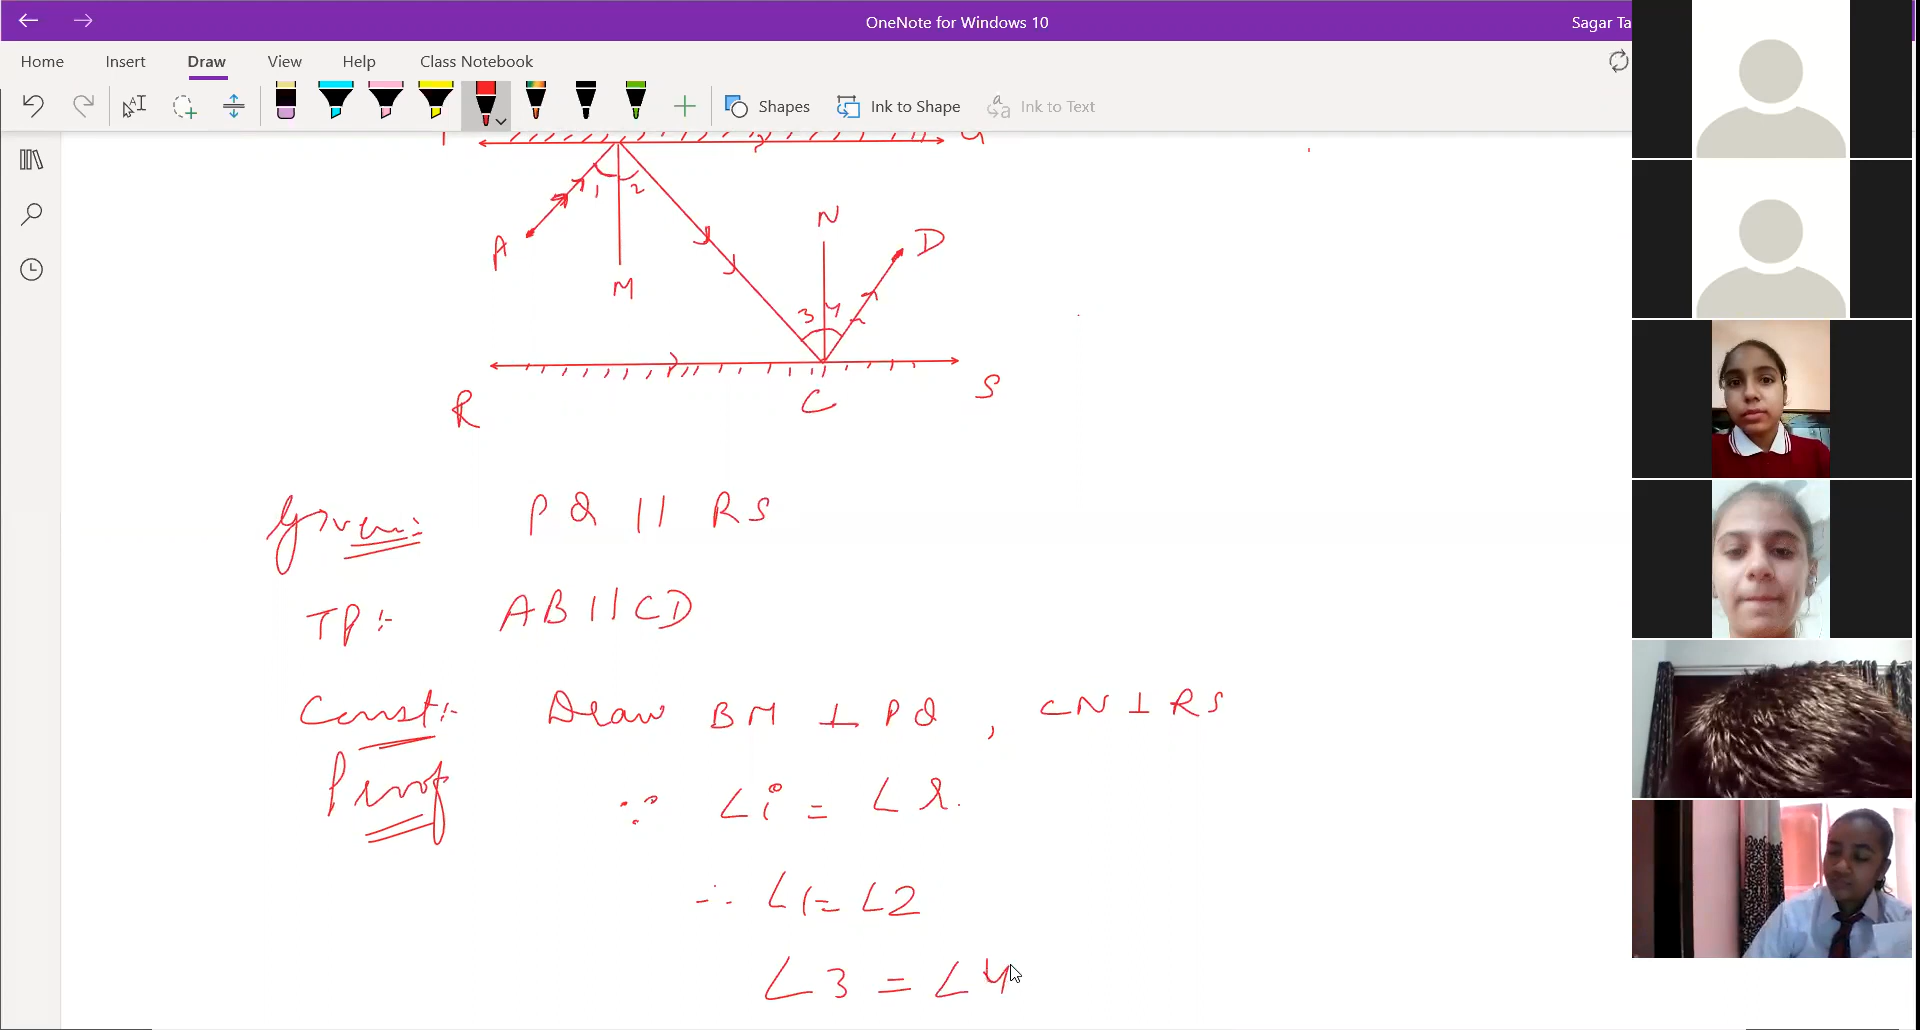 OneNote for Windows 10
Sagar Ta
Home Insert Draw View Help Class Notebook
Shapes Ink to Shape Ink to Text
1 2
A
M
N
D
3 4
R
C
S
Given:- PQ || RS
TP:- AB || CD
Const:- Draw BM ⊥ PQ , CN ⊥ RS
Proof
∵ ∠i = ∠r.
∴ ∠1 = ∠2
∠3 = ∠4